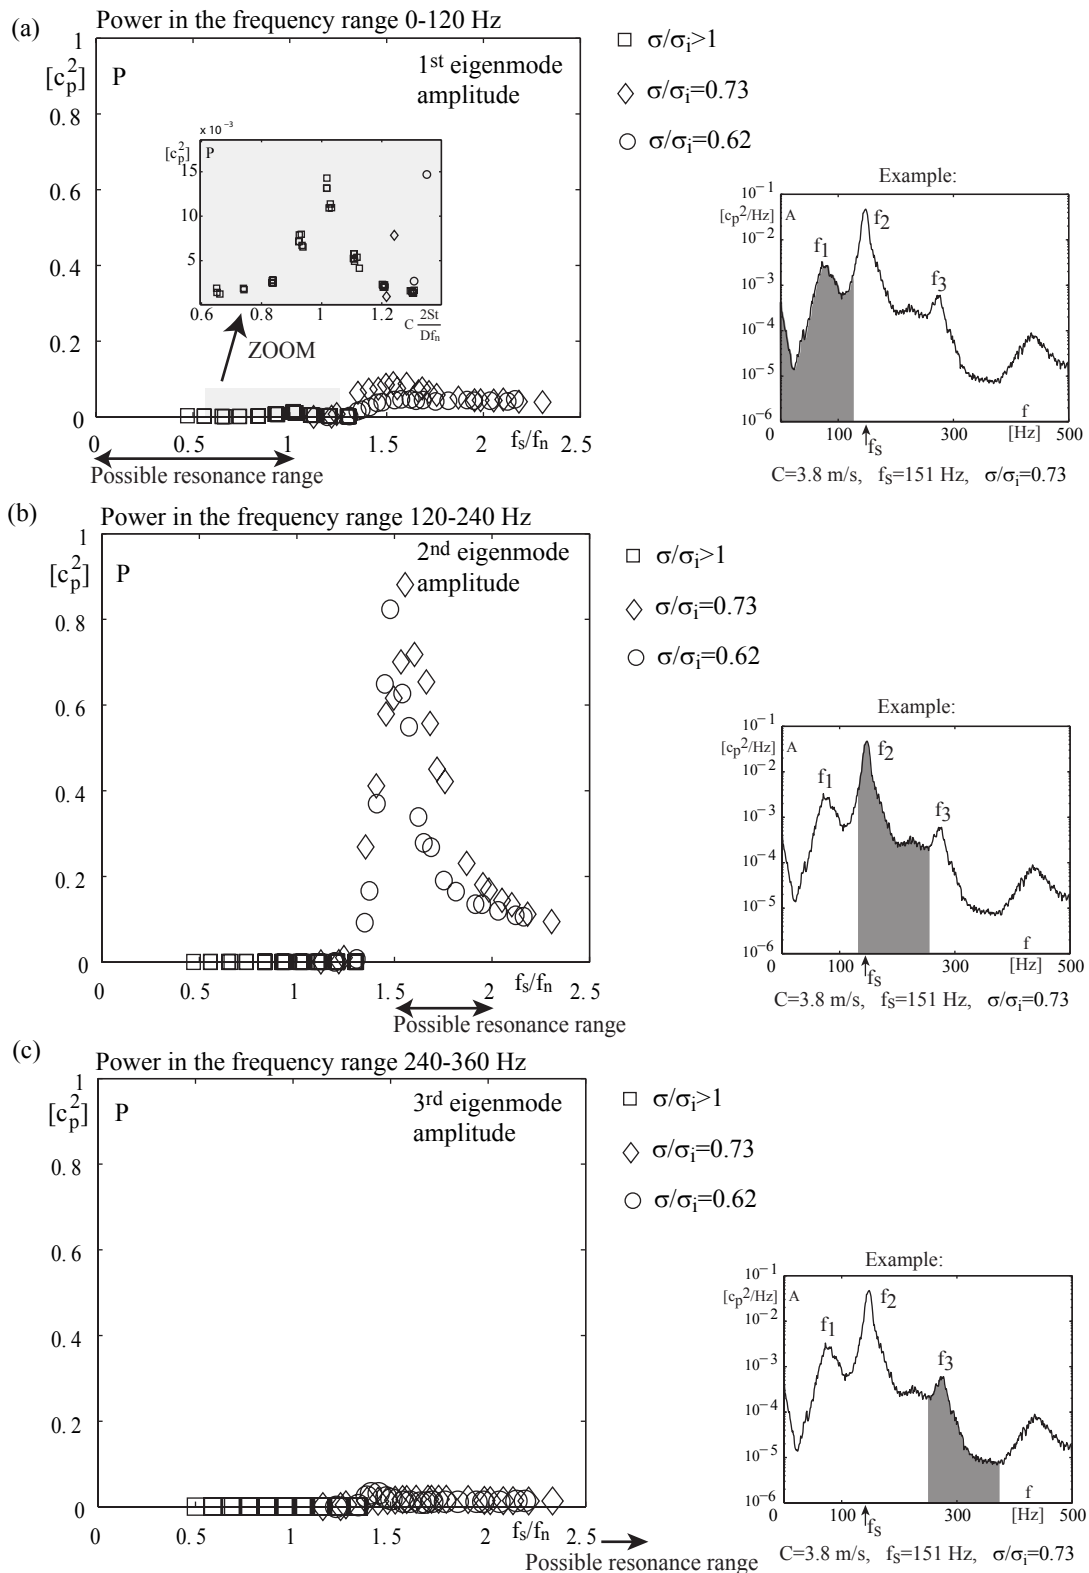 (a)
Power in the frequency range 0-120 Hz
1
[c_p^2]
P
1st eigenmode
amplitude
0.8
0.6
0.4
0.2
0
x 10 -3
[c_p^2]
P
15
10
5
0.6
0.8
1
1.2
C 2St/Df_n
ZOOM
0
0.5
1
1.5
2
2.5
f_s/f_n
Possible resonance range
σ/σ_i>1
σ/σ_i=0.73
σ/σ_i=0.62
Example:
10^-1
[c_p^2/Hz]
A
10^-2
10^-3
10^-4
10^-5
10^-6
f_1
f_2
f_3
f
0
100
300
[Hz]
500
f_S
C=3.8 m/s, f_S=151 Hz, σ/σ_i=0.73
(b)
Power in the frequency range 120-240 Hz
1
[c_p^2]
P
2nd eigenmode
amplitude
0.8
0.6
0.4
0.2
0
0
0.5
1
1.5
2
2.5
f_s/f_n
Possible resonance range
σ/σ_i>1
σ/σ_i=0.73
σ/σ_i=0.62
Example:
10^-1
[c_p^2/Hz]
A
10^-2
10^-3
10^-4
10^-5
10^-6
f_1
f_2
f_3
f
0
100
300
[Hz]
500
f_S
C=3.8 m/s, f_S=151 Hz, σ/σ_i=0.73
(c)
Power in the frequency range 240-360 Hz
1
[c_p^2]
P
3rd eigenmode
amplitude
0.8
0.6
0.4
0.2
0
0
0.5
1
1.5
2
2.5
f_s/f_n
Possible resonance range
σ/σ_i>1
σ/σ_i=0.73
σ/σ_i=0.62
Example:
10^-1
[c_p^2/Hz]
A
10^-2
10^-3
10^-4
10^-5
10^-6
f_1
f_2
f_3
f
0
100
300
[Hz]
500
f_S
C=3.8 m/s, f_S=151 Hz, σ/σ_i=0.73